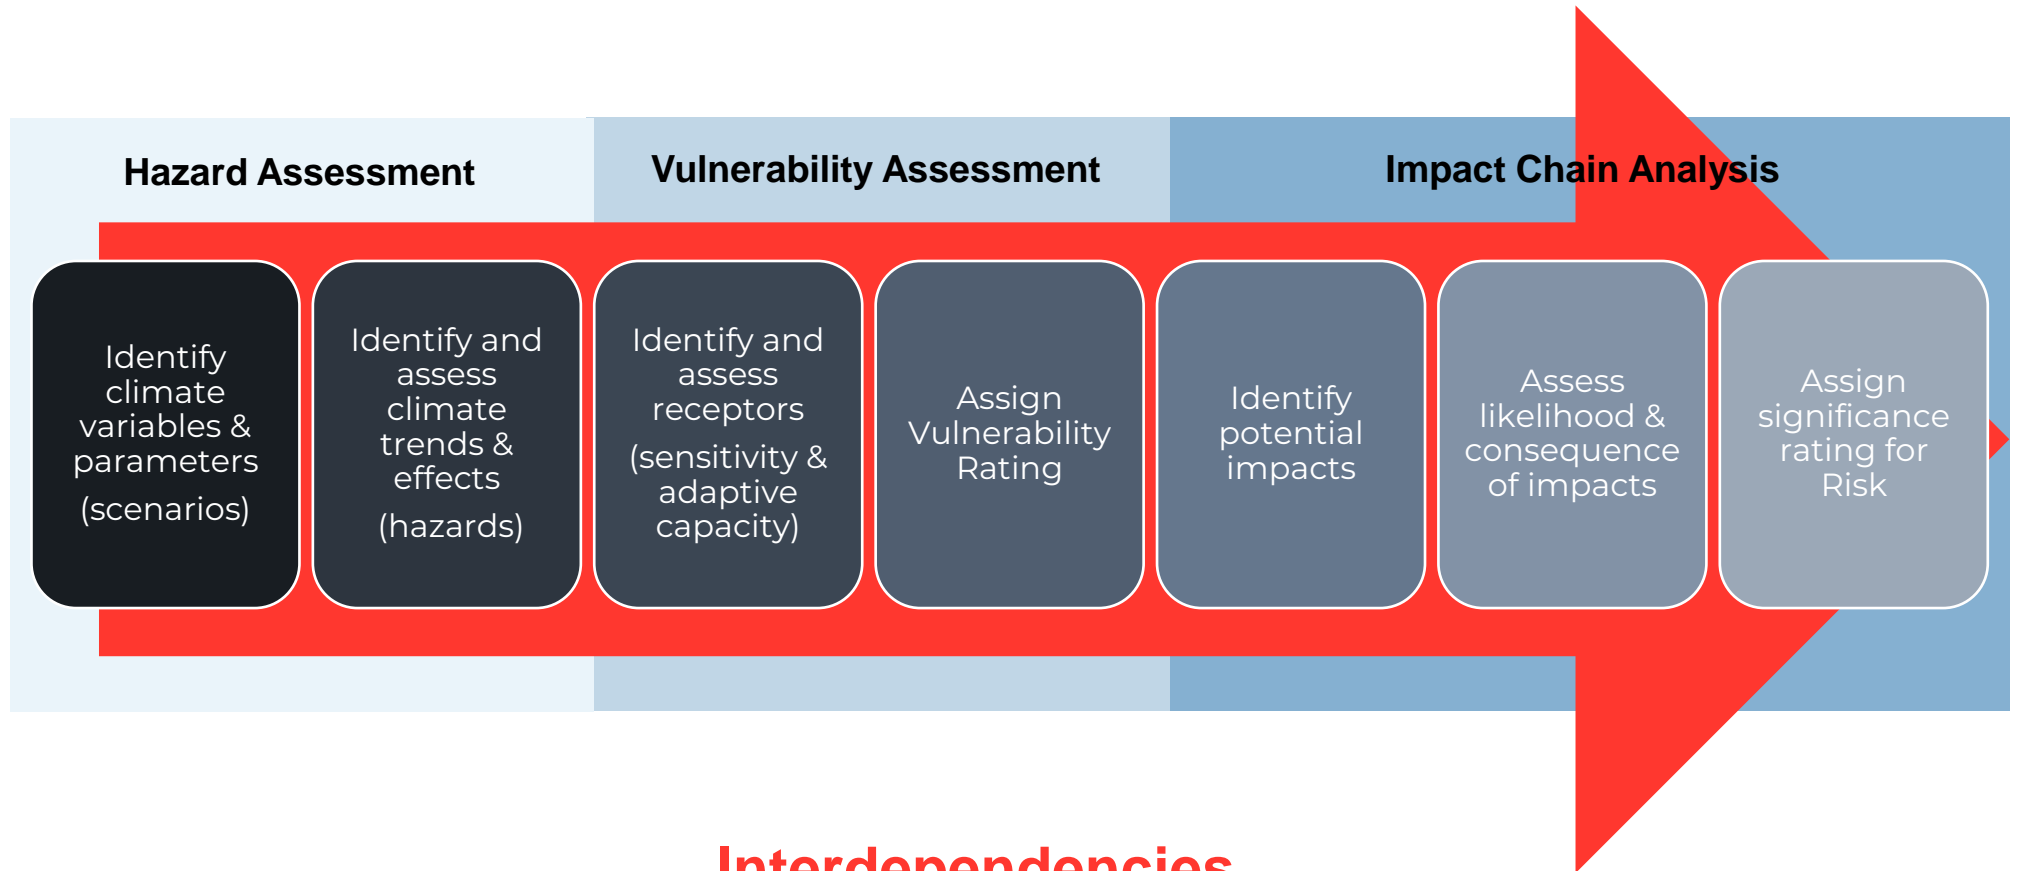 Hazard Assessment
Vulnerability Assessment
Impact Chain Analysis
Identify
climate
variables &
parameters
(scenarios)
Identify and
assess
climate
trends &
effects
(hazards)
Identify and
assess
receptors
(sensitivity &
adaptive
capacity)
Assign
Vulnerability
Rating
Identify
potential
impacts
Assess
likelihood &
consequence
of impacts
Assign
significance
rating for
Risk
Interdependencies